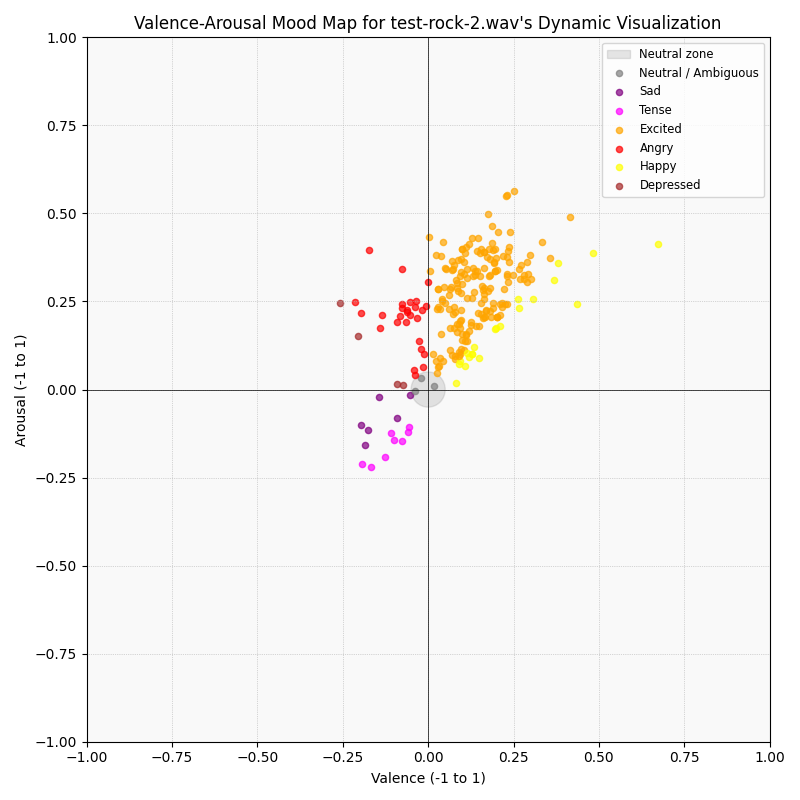 Valence-Arousal Mood Map for test-rock-2.wav's Dynamic Visualization
Neutral zone
Neutral / Ambiguous
Sad
Tense
Excited
Angry
Happy
Depressed
1.00
0.75
0.50
0.25
0.00
−0.25
−0.50
−0.75
−1.00
Arousal (-1 to 1)
−1.00 −0.75 −0.50 −0.25 0.00 0.25 0.50 0.75 1.00
Valence (-1 to 1)